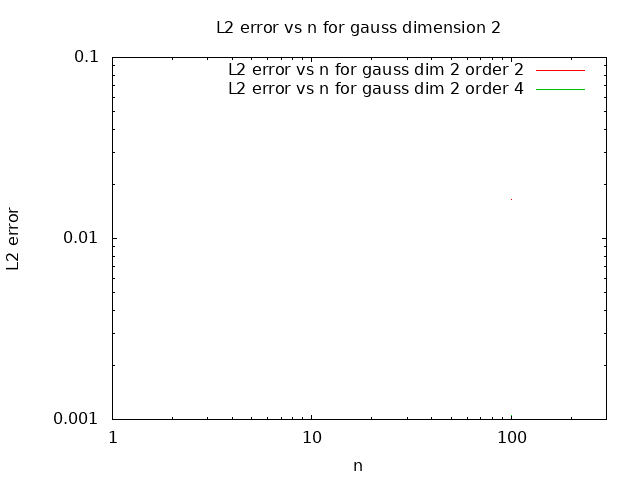 L2 error vs n for gauss dimension 2
0.1
L2 error vs n for gauss dim 2 order 2
L2 error vs n for gauss dim 2 order 4
0.01
L2 error
0.001
1 10 100
n